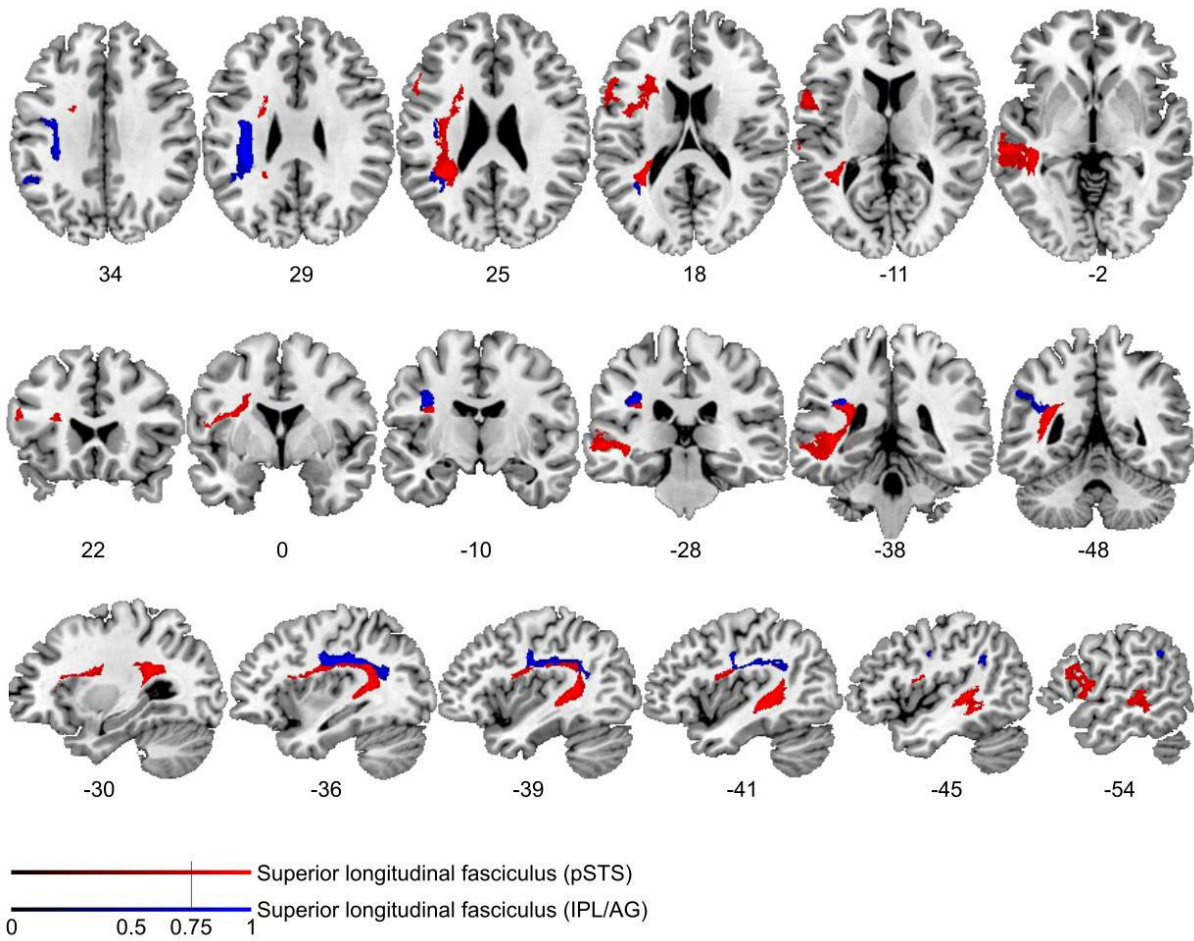 34 29 25 18 -11 -2
22 0 -10 -28 -38 -48
-30 -36 -39 -41 -45 -54
Superior longitudinal fasciculus (pSTS)
Superior longitudinal fasciculus (IPL/AG)
0 0.5 0.75 1